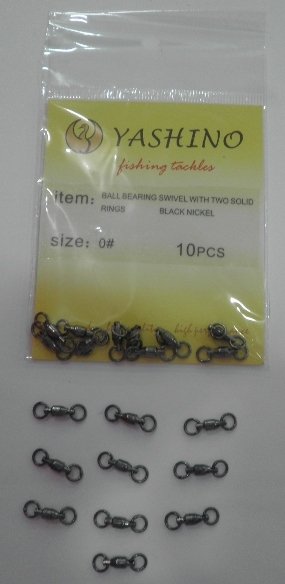 YASHINO
fishing tackles
item: BALL BEARING SWIVEL WITH TWO SOLID
RINGS BLACK NICKEL
size: 0# 10PCS